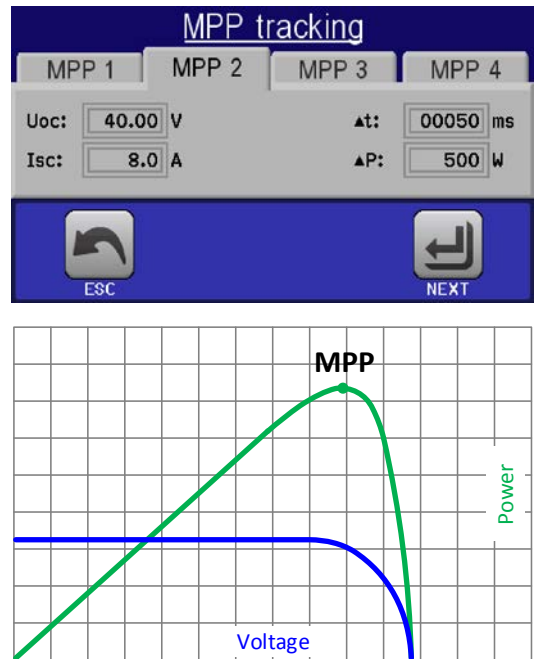 MPP tracking
MPP 1 MPP 2 MPP 3 MPP 4
Uoc: 40.00 V ▲t: 00050 ms
Isc: 8.0 A ▲P: 500 W
ESC NEXT
MPP
Power
Voltage